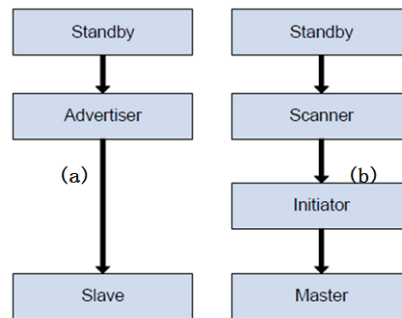 Standby
Standby
Advertiser
Scanner
(a)
(b)
Initiator
Slave
Master